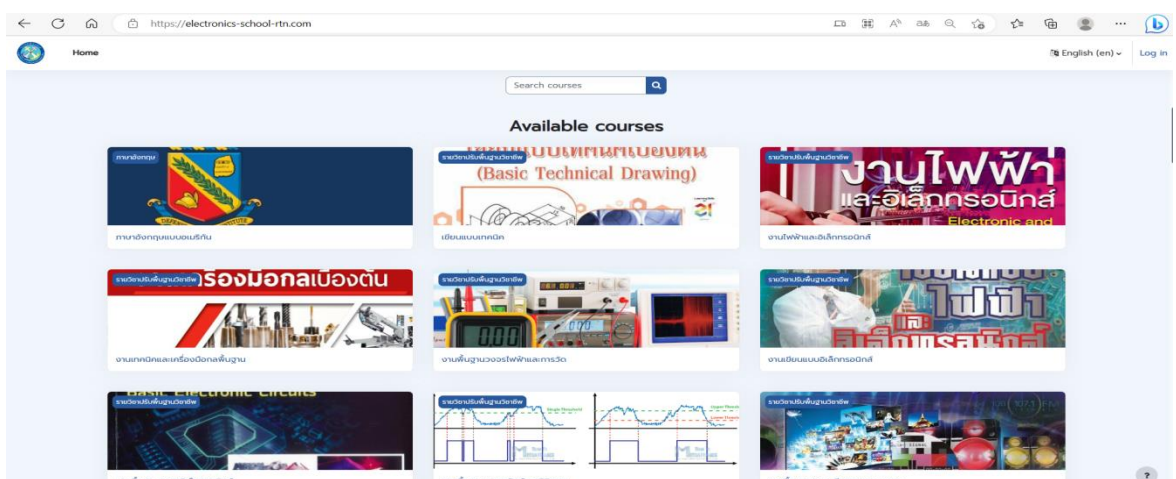 https://electronics-school-rtn.com
Home
English (en)
Log in
Search courses
Available courses
ภาษาอังกฤษ
ภาษาอังกฤษแบบอเมริกัน
รายวิชาปรับพื้นฐานวิชาชีพ
(Basic Technical Drawing)
เขียนแบบเทคนิค
รายวิชาปรับพื้นฐานวิชาชีพ
งานไฟฟ้า
และอิเล็กทรอนิกส์
Electronic and
งานไฟฟ้าและอิเล็กทรอนิกส์
รายวิชาปรับพื้นฐานวิชาชีพ
เครื่องมือกลเบื้องต้น
งานเทคนิคและเครื่องมือกลพื้นฐาน
รายวิชาปรับพื้นฐานวิชาชีพ
งานพื้นฐานวงจรไฟฟ้าและการวัด
รายวิชาปรับพื้นฐานวิชาชีพ
ไฟฟ้า
และ
อิเล็กทรอนิกส์
งานเขียนแบบอิเล็กทรอนิกส์
Basic Electronic Circuits
รายวิชาปรับพื้นฐานวิชาชีพ
รายวิชาปรับพื้นฐานวิชาชีพ
รายวิชาปรับพื้นฐานวิชาชีพ
?